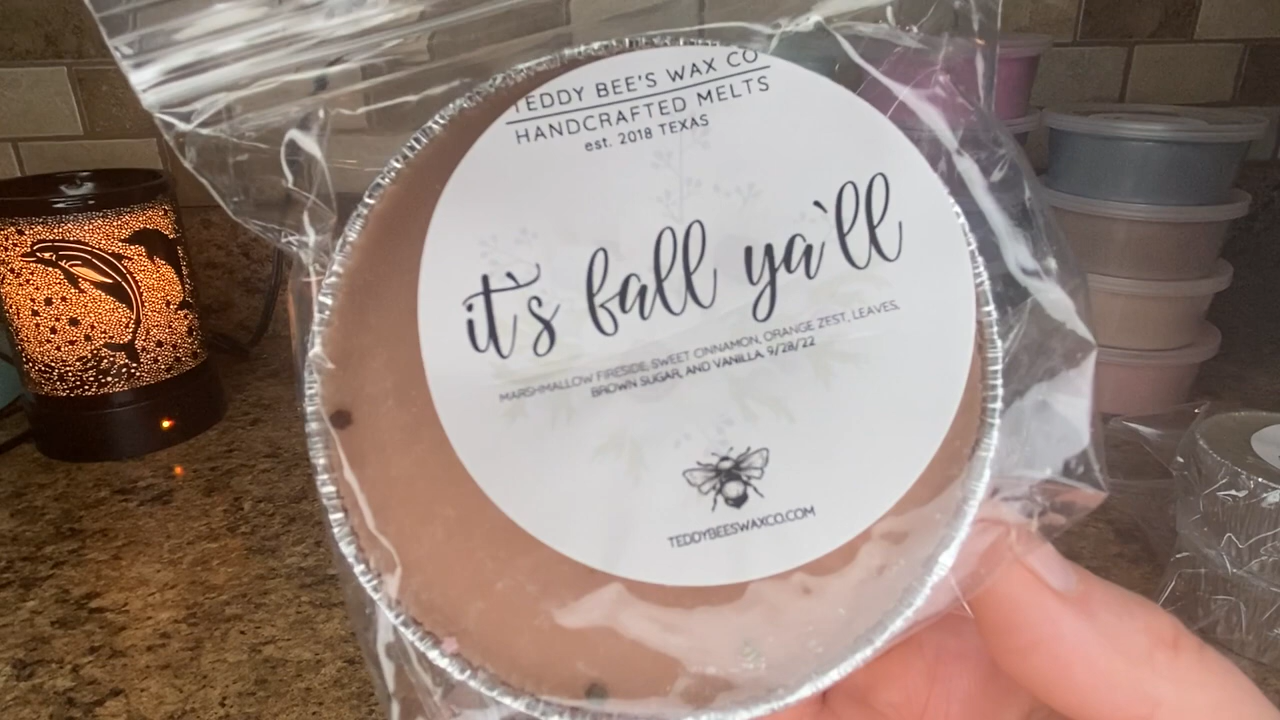 TEDDY BEE'S WAX CO
HANDCRAFTED MELTS
est. 2018 TEXAS
it`s fall ya`ll
MARSHMALLOW FIRESIDE, SWEET CINNAMON, ORANGE ZEST, LEAVES,
BROWN SUGAR, AND VANILLA. 9/28/22
TEDDYBEESWAXCO.COM